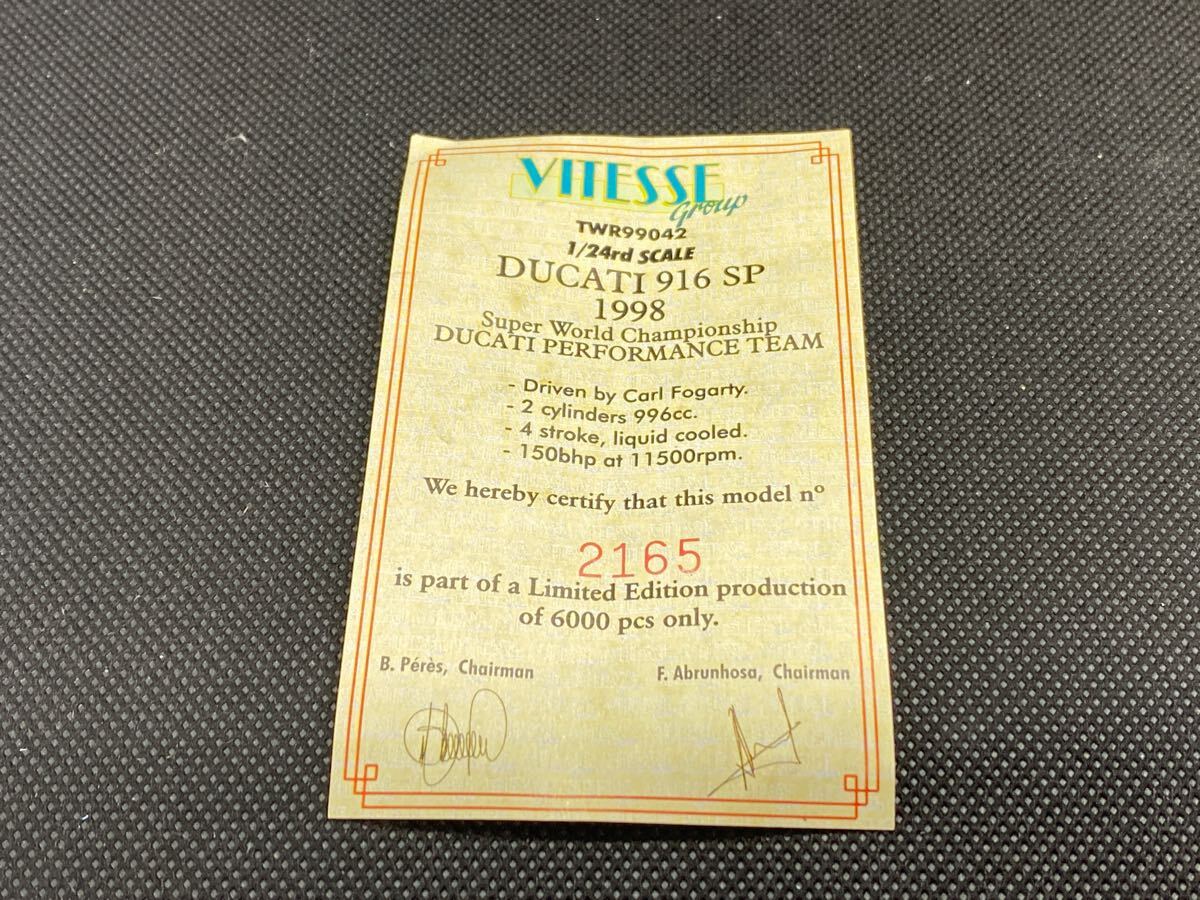 VITESSE
Group
TWR99042
1/24rd SCALE
DUCATI 916 SP
1998
Super World Championship
DUCATI PERFORMANCE TEAM
- Driven by Carl Fogarty.
- 2 cylinders 996cc.
- 4 stroke, liquid cooled.
- 150bhp at 11500rpm.
We hereby certify that this model nº
2165
is part of a Limited Edition production
of 6000 pcs only.
B. Pérès, Chairman
F. Abrunhosa, Chairman